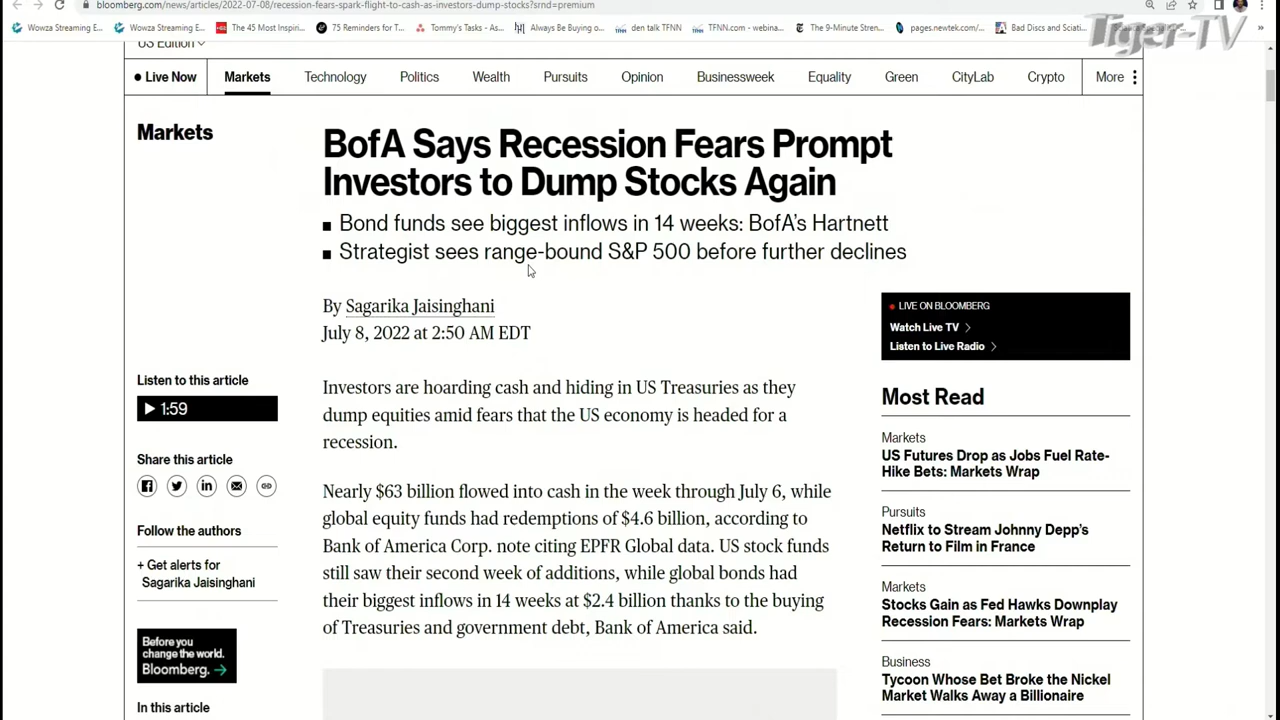 bloomberg.com/news/articles/2022-07-08/recession-fears-spark-flight-to-cash-as-investors-dump-stocks?srnd=premium
Wowza Streaming E...
Wowza Streaming E...
The 45 Most Inspiri...
75 Reminders for T...
Tommy's Tasks - As...
Always Be Buying o...
den talk TFNN
TFNN.com - webina...
The 9-Minute Stren...
pages.newtek.com/...
Bad Discs and Sciati...
Tiger-TV
US Edition
Live Now
Markets
Technology
Politics
Wealth
Pursuits
Opinion
Businessweek
Equality
Green
CityLab
Crypto
More
Markets
BofA Says Recession Fears Prompt
Investors to Dump Stocks Again
Bond funds see biggest inflows in 14 weeks: BofA's Hartnett
Strategist sees range-bound S&P 500 before further declines
By Sagarika Jaisinghani
July 8, 2022 at 2:50 AM EDT
Listen to this article
1:59
Share this article
Follow the authors
+ Get alerts for
Sagarika Jaisinghani
Before you
change the world.
Bloomberg.
In this article
Investors are hoarding cash and hiding in US Treasuries as they
dump equities amid fears that the US economy is headed for a
recession.
Nearly $63 billion flowed into cash in the week through July 6, while
global equity funds had redemptions of $4.6 billion, according to
Bank of America Corp. note citing EPFR Global data. US stock funds
still saw their second week of additions, while global bonds had
their biggest inflows in 14 weeks at $2.4 billion thanks to the buying
of Treasuries and government debt, Bank of America said.
LIVE ON BLOOMBERG
Watch Live TV
Listen to Live Radio
Most Read
Markets
US Futures Drop as Jobs Fuel Rate-
Hike Bets: Markets Wrap
Pursuits
Netflix to Stream Johnny Depp's
Return to Film in France
Markets
Stocks Gain as Fed Hawks Downplay
Recession Fears: Markets Wrap
Business
Tycoon Whose Bet Broke the Nickel
Market Walks Away a Billionaire